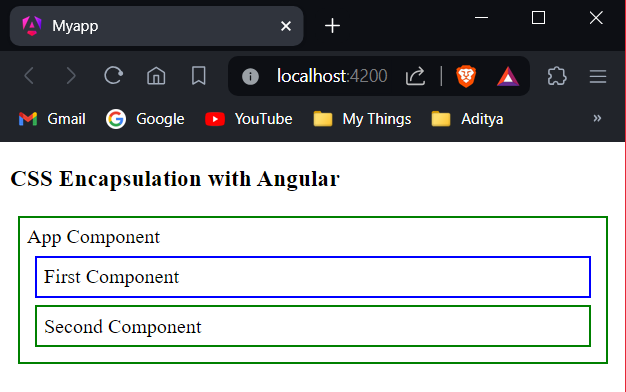 Myapp
localhost:4200
Gmail Google YouTube My Things Aditya »
CSS Encapsulation with Angular
App Component
First Component
Second Component